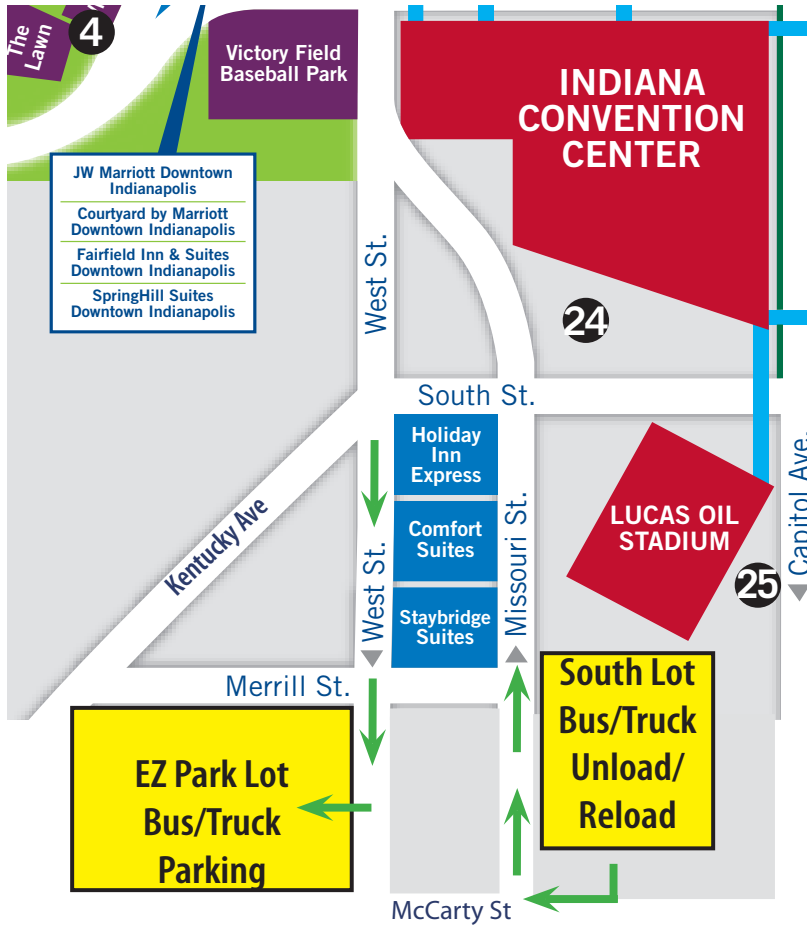 The
Lawn
4
Victory Field
Baseball Park
INDIANA
CONVENTION
CENTER
JW Marriott Downtown
Indianapolis
Courtyard by Marriott
Downtown Indianapolis
Fairfield Inn & Suites
Downtown Indianapolis
SpringHill Suites
Downtown Indianapolis
West St.
24
South St.
Holiday
Inn
Express
Comfort
Suites
Staybridge
Suites
Kentucky Ave
West St.
Missouri St.
LUCAS OIL
STADIUM
25
Capitol Ave.
Merrill St.
South Lot
Bus/Truck
Unload/
Reload
EZ Park Lot
Bus/Truck
Parking
McCarty St